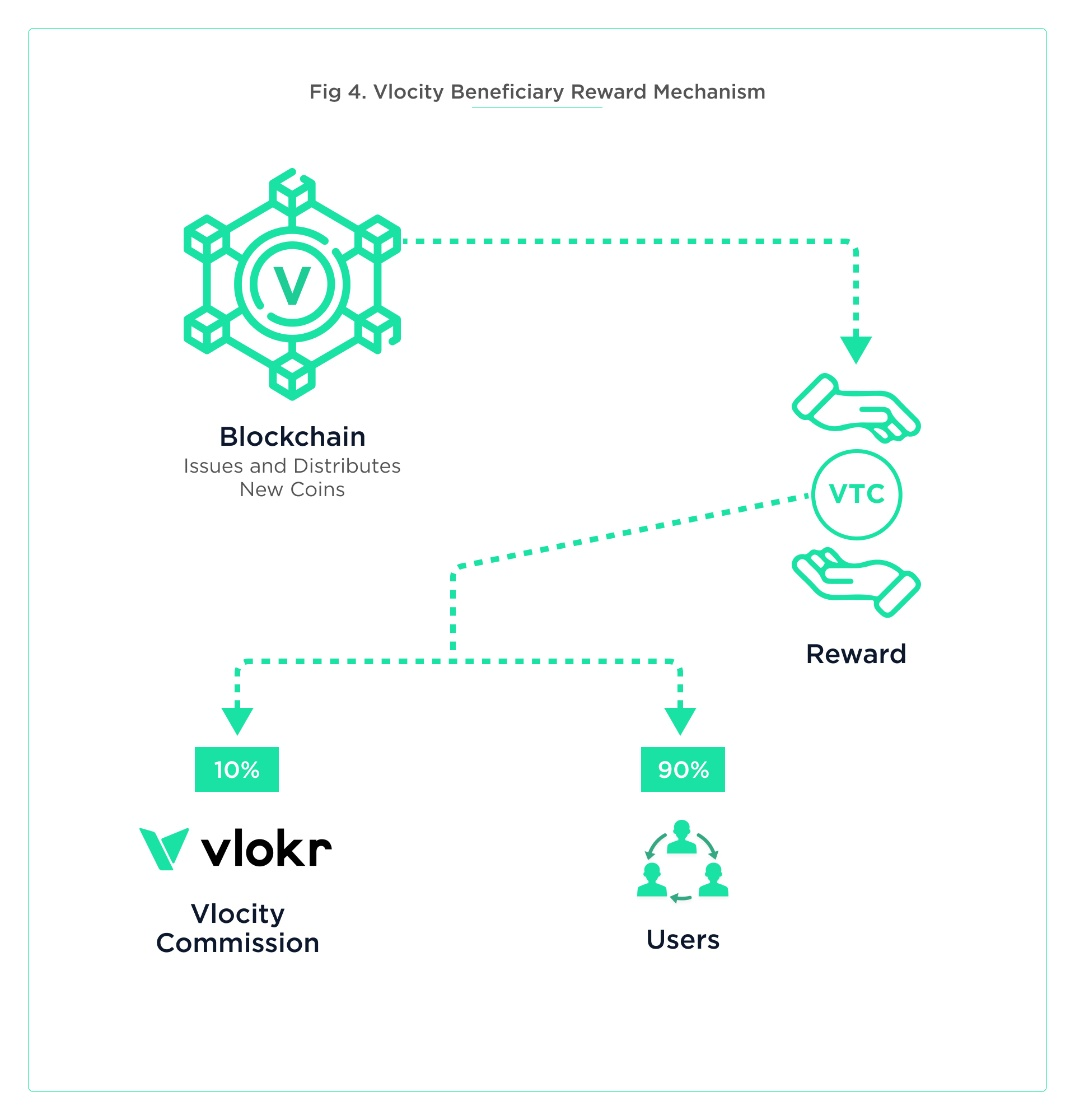 Fig 4. Vlocity Beneficiary Reward Mechanism
V
Blockchain
Issues and Distributes
New Coins
VTC
Reward
10%
90%
vlokr
Vlocity
Commission
Users